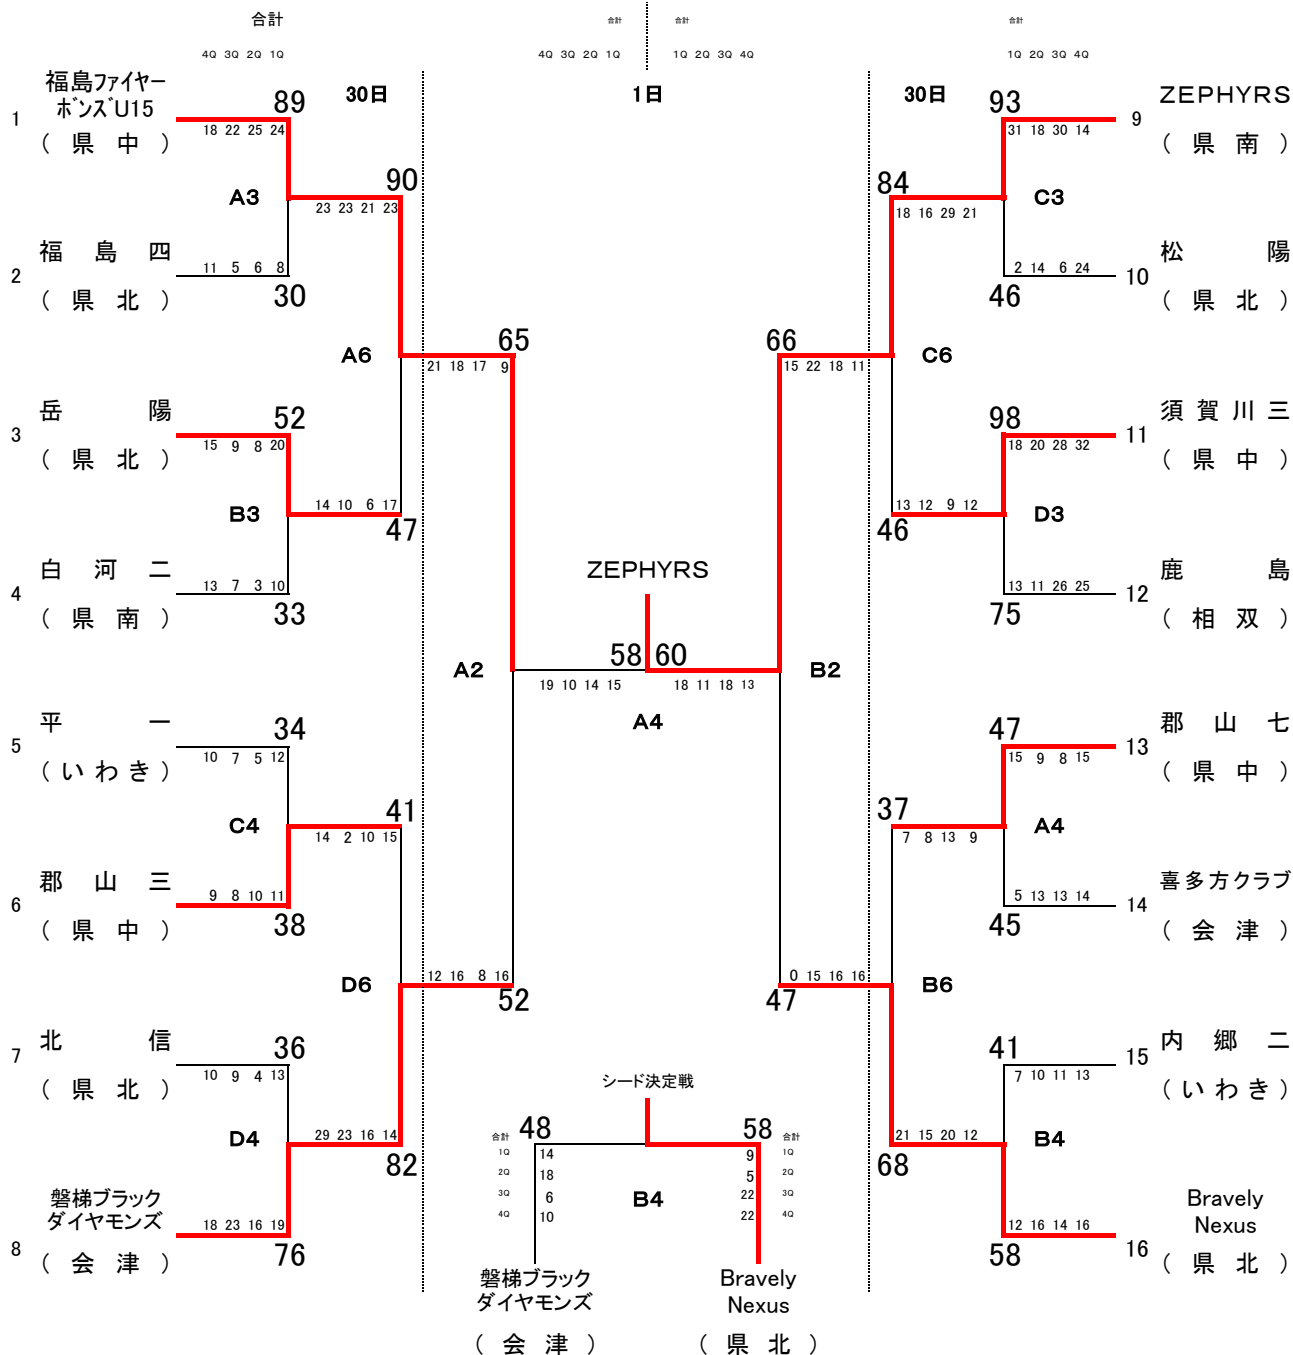 合計 合計 合計 合計
4Q 3Q 2Q 1Q 4Q 3Q 2Q 1Q 1Q 2Q 3Q 4Q 1Q 2Q 3Q 4Q
30日 1日 30日
1 福島ファイヤー
ボンズU15
(県中)
89
18 22 25 24
A3
2 福島四
(県北)
11 5 6 8
30
90
23 23 21 23
A6
3 岳陽
(県北)
52
15 9 8 20
B3
14 10 6 17
47
4 白河二
(県南)
13 7 3 10
33
65
21 18 17 9
A2
5 平一
(いわき)
34
10 7 5 12
C4
6 郡山三
(県中)
9 8 10 11
38
41
14 2 10 15
D6
12 16 8 16
52
7 北信
(県北)
36
10 9 4 13
D4
29 23 16 14
82
8 磐梯ブラック
ダイヤモンズ
(会津)
18 23 16 19
76
ZEPHYRS
58 60
19 10 14 15 18 11 18 13
A4
9 ZEPHYRS
(県南)
93
31 18 30 14
C3
10 松陽
(県北)
2 14 6 24
46
84
18 16 29 21
C6
66
15 22 18 11
11 須賀川三
(県中)
98
18 20 28 32
D3
13 12 9 12
46
12 鹿島
(相双)
13 11 26 25
75
B2
13 郡山七
(県中)
47
15 9 8 15
A4
37
7 8 13 9
14 喜多方クラブ
(会津)
5 13 13 14
45
B6
0 15 16 16
47
15 内郷二
(いわき)
41
7 10 11 13
B4
21 15 20 12
68
16 Bravely
Nexus
(県北)
12 16 14 16
58
シード決定戦
合計 48 58 合計
1Q 14 9 1Q
2Q 18 5 2Q
3Q 6 22 3Q
4Q 10 22 4Q
B4
磐梯ブラック
ダイヤモンズ
(会津)
Bravely
Nexus
(県北)